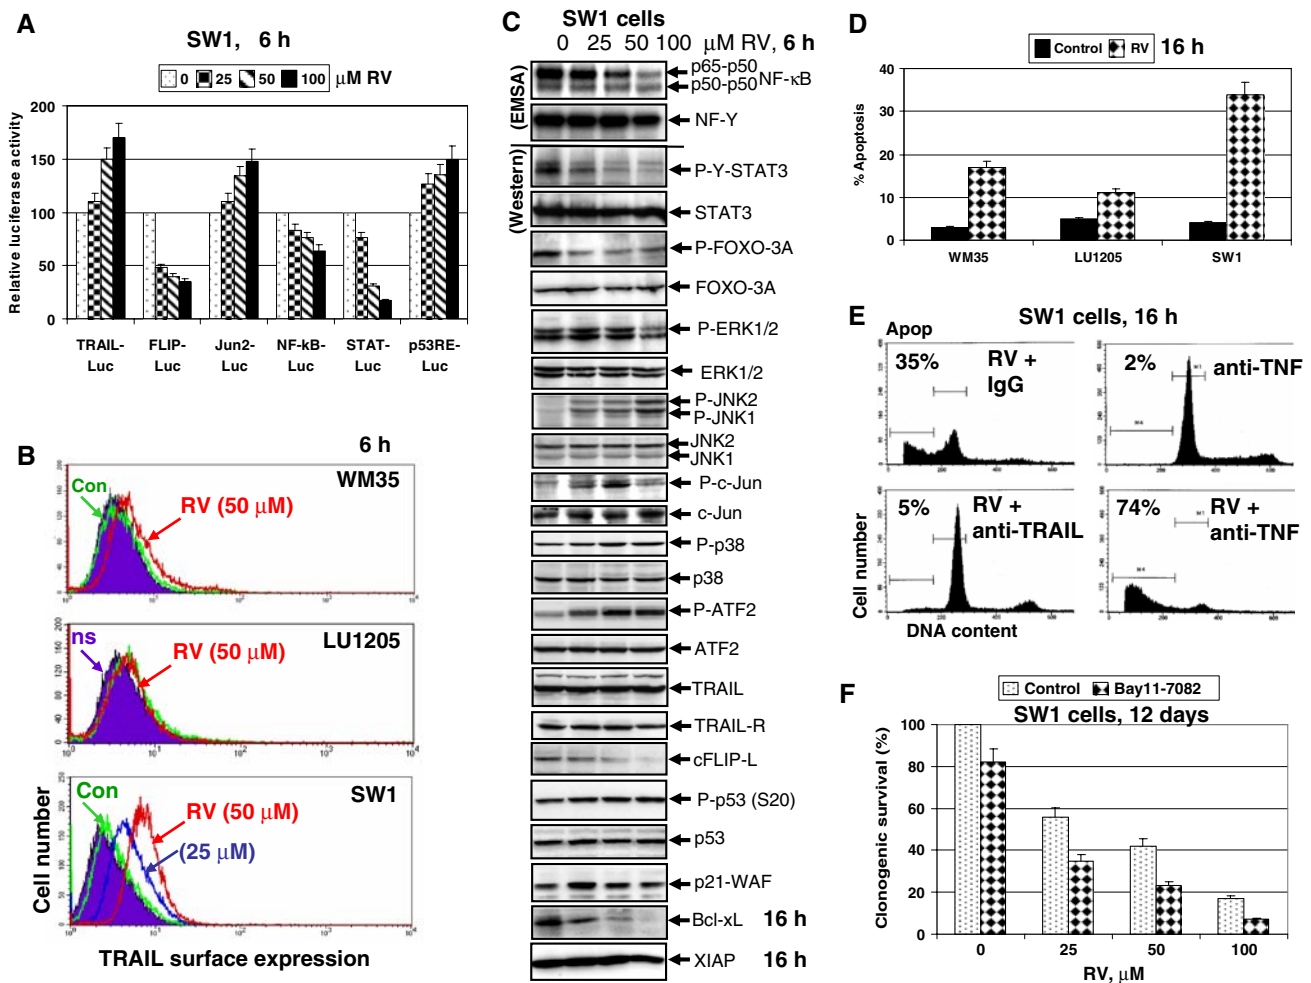 A
SW1, 6 h
0 25 50 100 μM RV
Relative luciferase activity
200
150
100
50
0
TRAIL-Luc
FLIP-Luc
Jun2-Luc
NF-kB-Luc
STAT-Luc
p53RE-Luc
B
6 h
WM35
Con
RV (50 μM)
LU1205
ns
RV (50 μM)
SW1
Con
RV (50 μM)
(25 μM)
Cell number
TRAIL surface expression
C
SW1 cells
0 25 50 100 μM RV, 6 h
(EMSA)
p65-p50
p50-p50
NF-κB
NF-Y
(Western)
P-Y-STAT3
STAT3
P-FOXO-3A
FOXO-3A
P-ERK1/2
ERK1/2
P-JNK2
P-JNK1
JNK2
JNK1
P-c-Jun
c-Jun
P-p38
p38
P-ATF2
ATF2
TRAIL
TRAIL-R
cFLIP-L
P-p53 (S20)
p53
p21-WAF
Bcl-xL 16 h
XIAP 16 h
D
Control RV 16 h
% Apoptosis
40
30
20
10
0
WM35 LU1205 SW1
E
SW1 cells, 16 h
Apop
35%
RV +
IgG
2%
anti-TNF
5%
RV +
anti-TRAIL
74%
RV +
anti-TNF
Cell number
DNA content
F
Control Bay11-7082
SW1 cells, 12 days
Clonogenic survival (%)
100
80
60
40
20
0
0 25 50 100
RV, μM